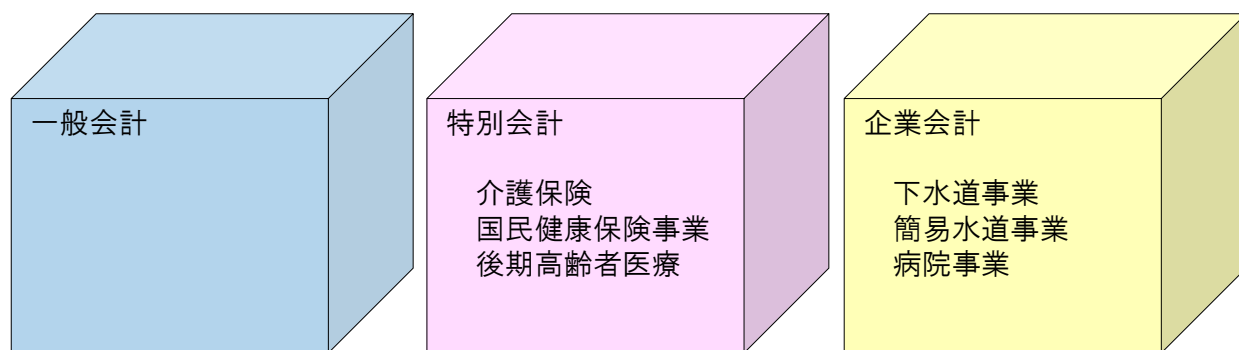 一般会計
特別会計
介護保険
国民健康保険事業
後期高齢者医療
企業会計
下水道事業
簡易水道事業
病院事業